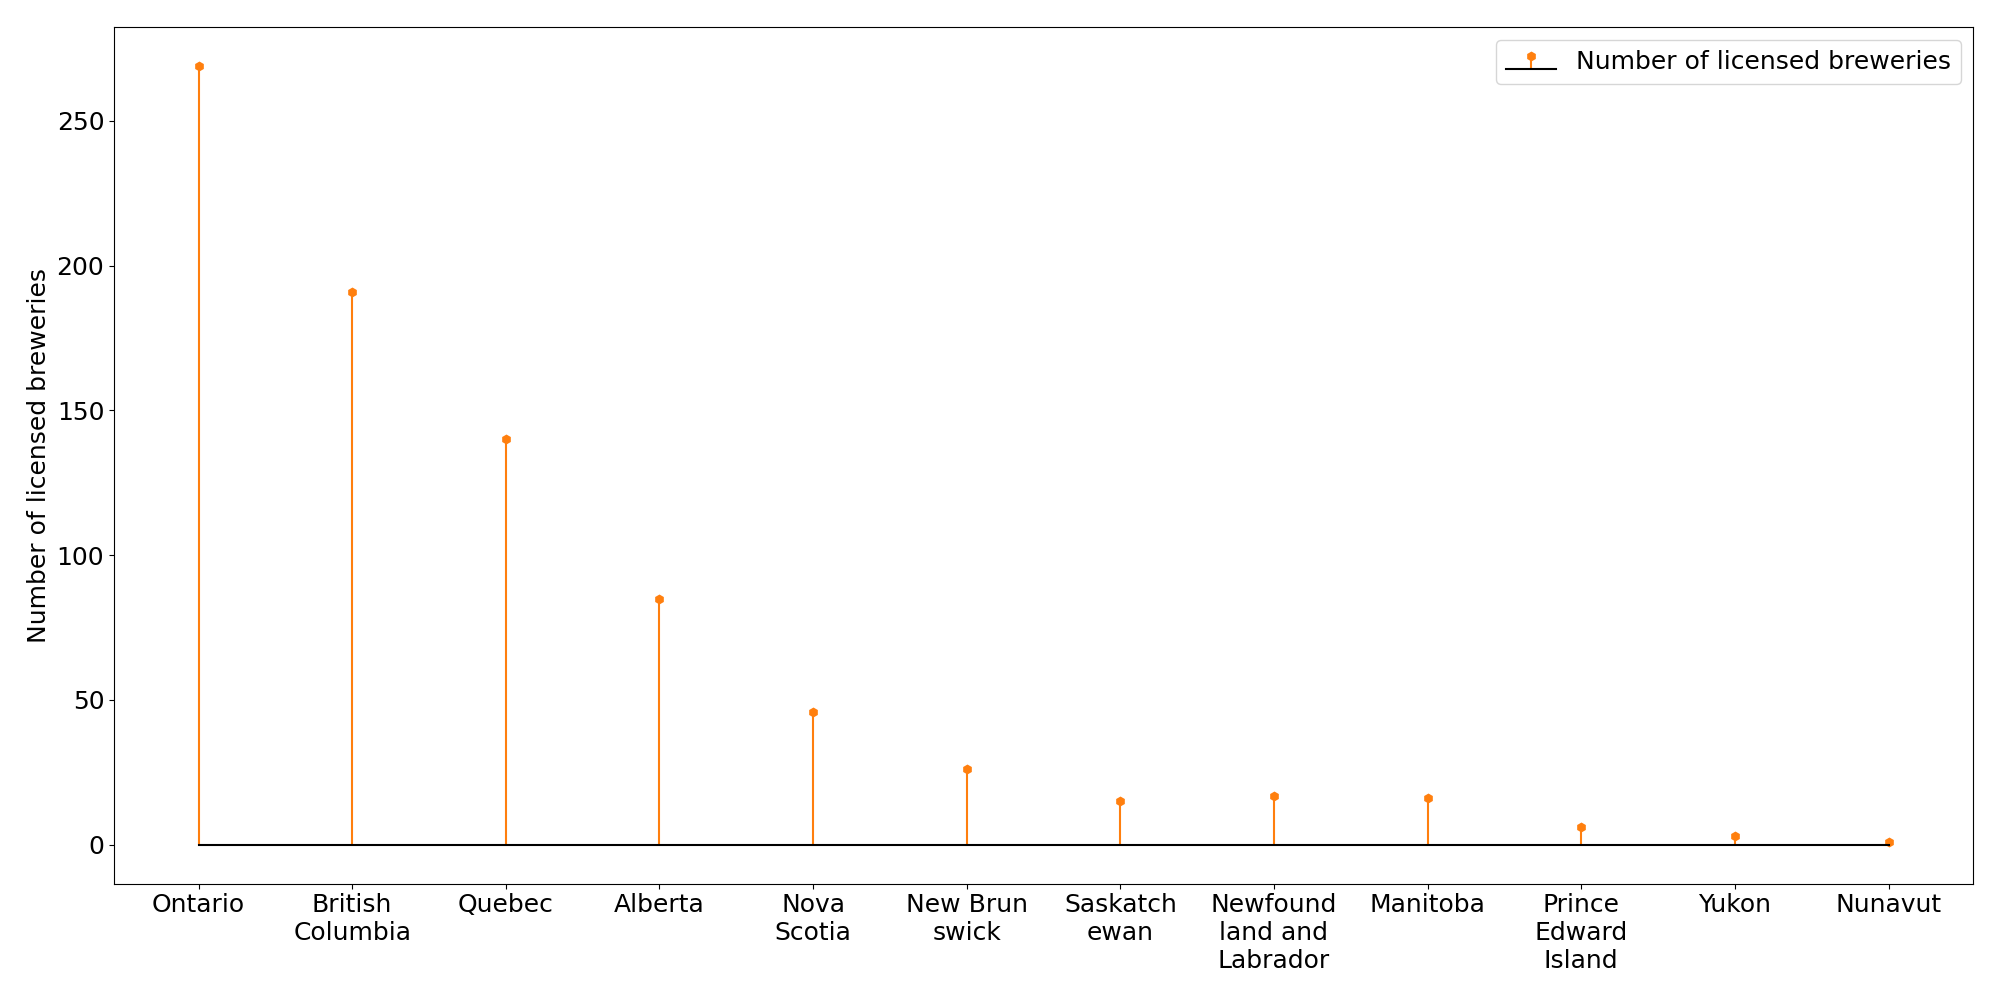 Number of licensed breweries
Number of licensed breweries
250
200
150
100
50
0
Ontario
British
Columbia
Quebec
Alberta
Nova
Scotia
New Brun
swick
Saskatch
ewan
Newfound
land and
Labrador
Manitoba
Prince
Edward
Island
Yukon
Nunavut